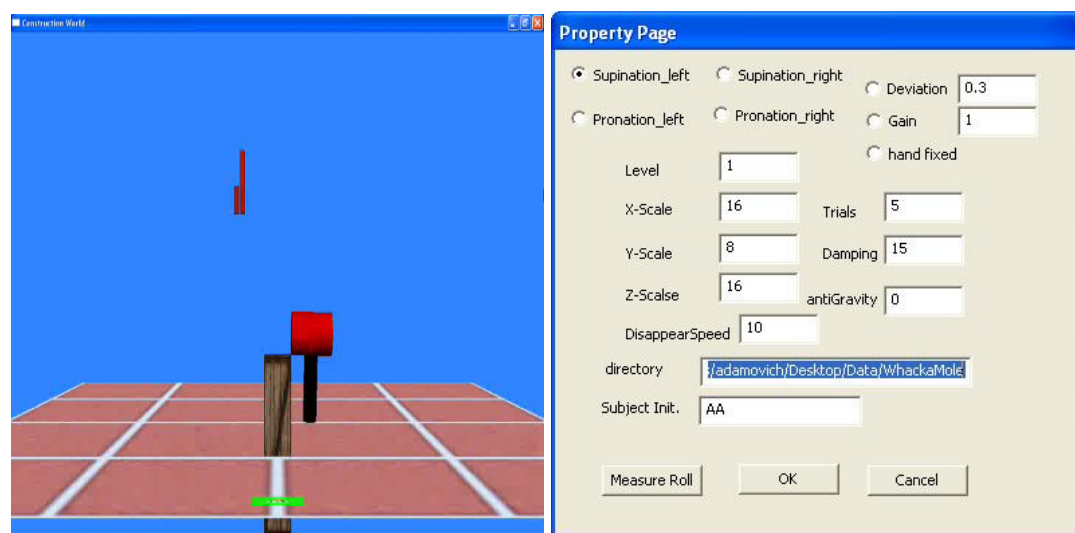 Construction World
Property Page
Supination_left
Supination_right
Deviation
0.3
Pronation_left
Pronation_right
Gain
1
hand fixed
Level
1
X-Scale
16
Trials
5
Y-Scale
8
Damping
15
Z-Scalse
16
antiGravity
0
DisappearSpeed
10
directory
:/adamovich/Desktop/Data/WhackaMole
Subject Init.
AA
Measure Roll
OK
Cancel